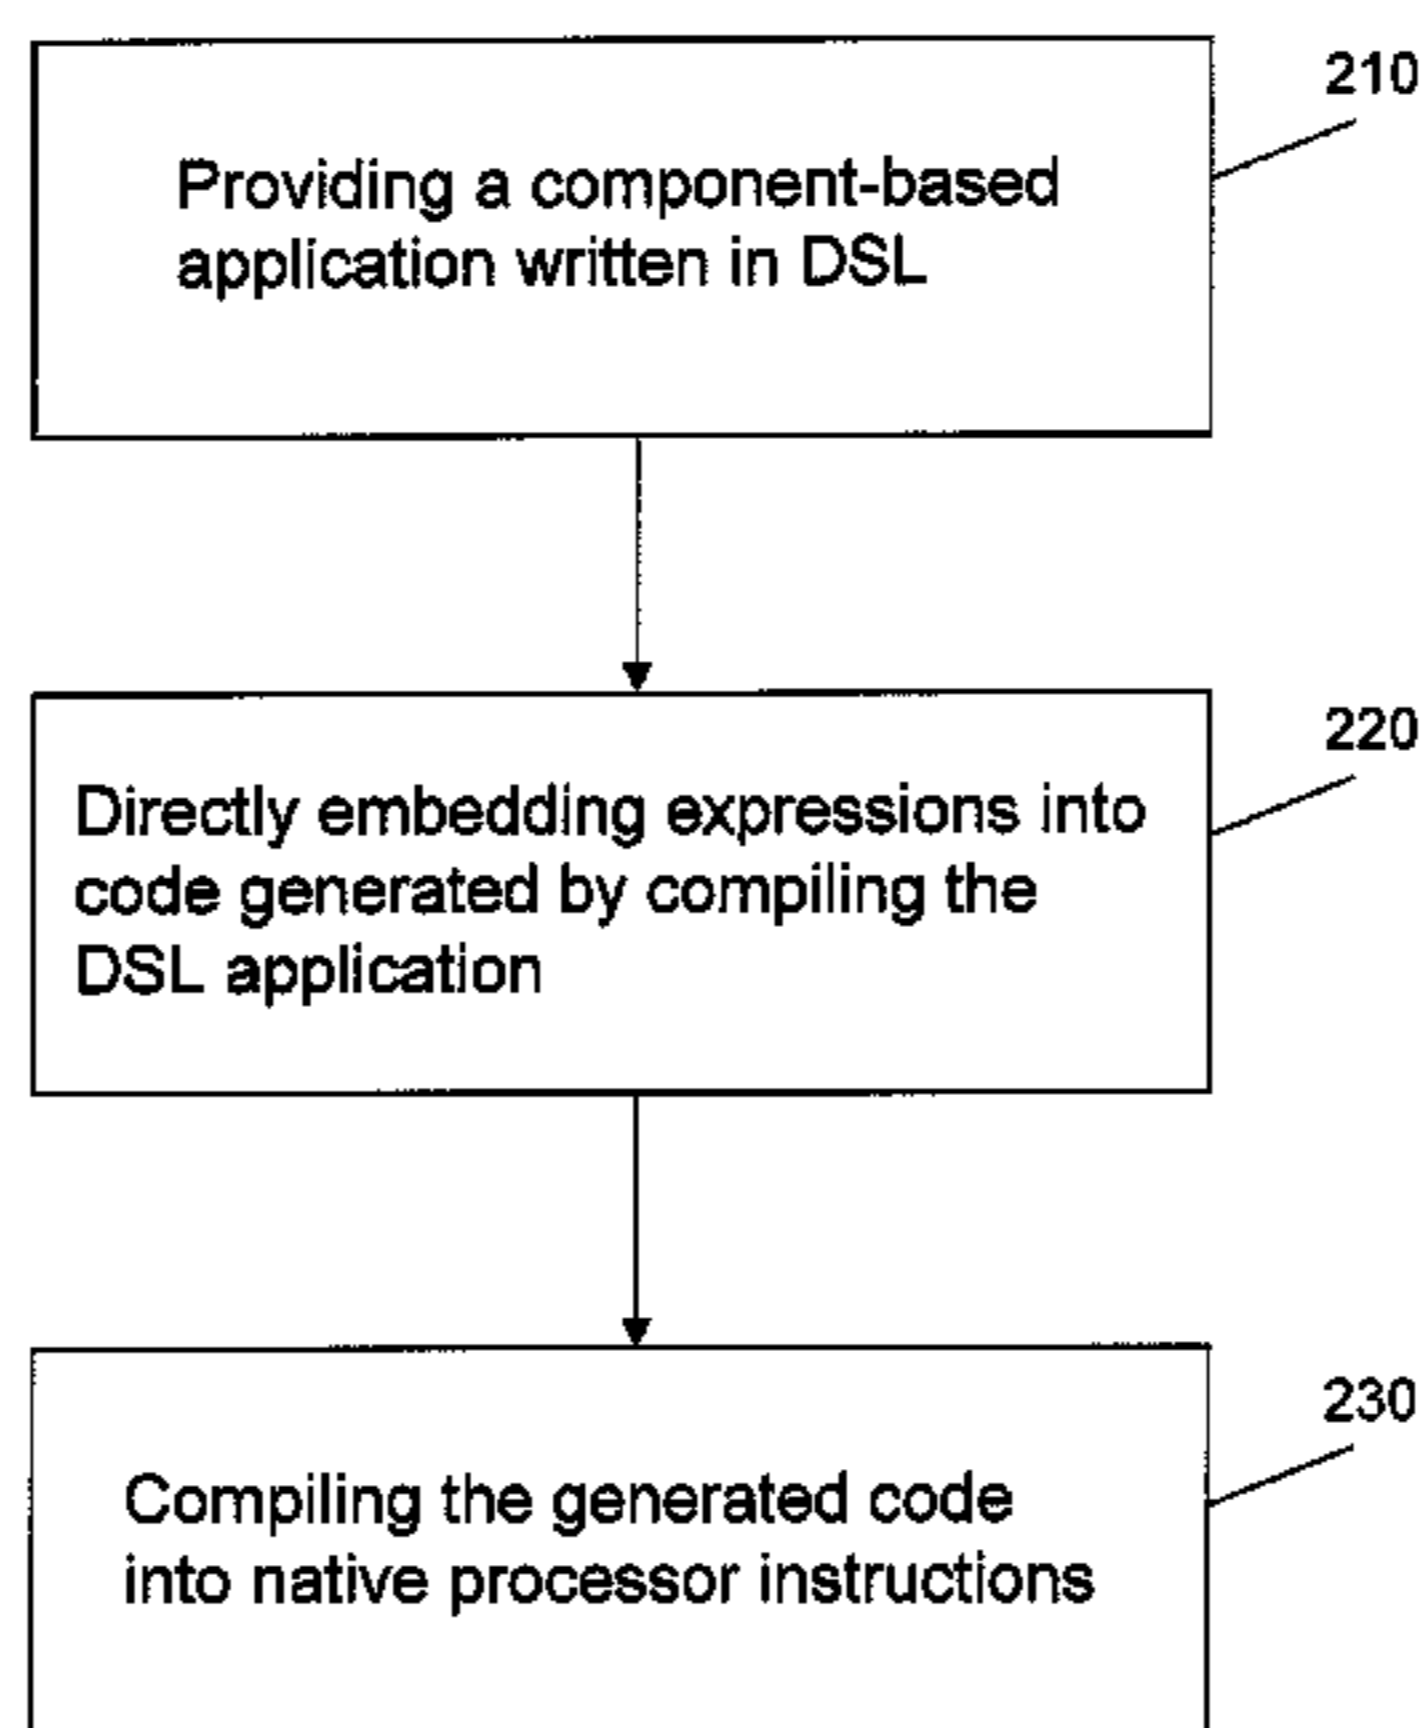 210
Providing a component-based
application written in DSL
220
Directly embedding expressions into
code generated by compiling the
DSL application
230
Compiling the generated code
into native processor instructions